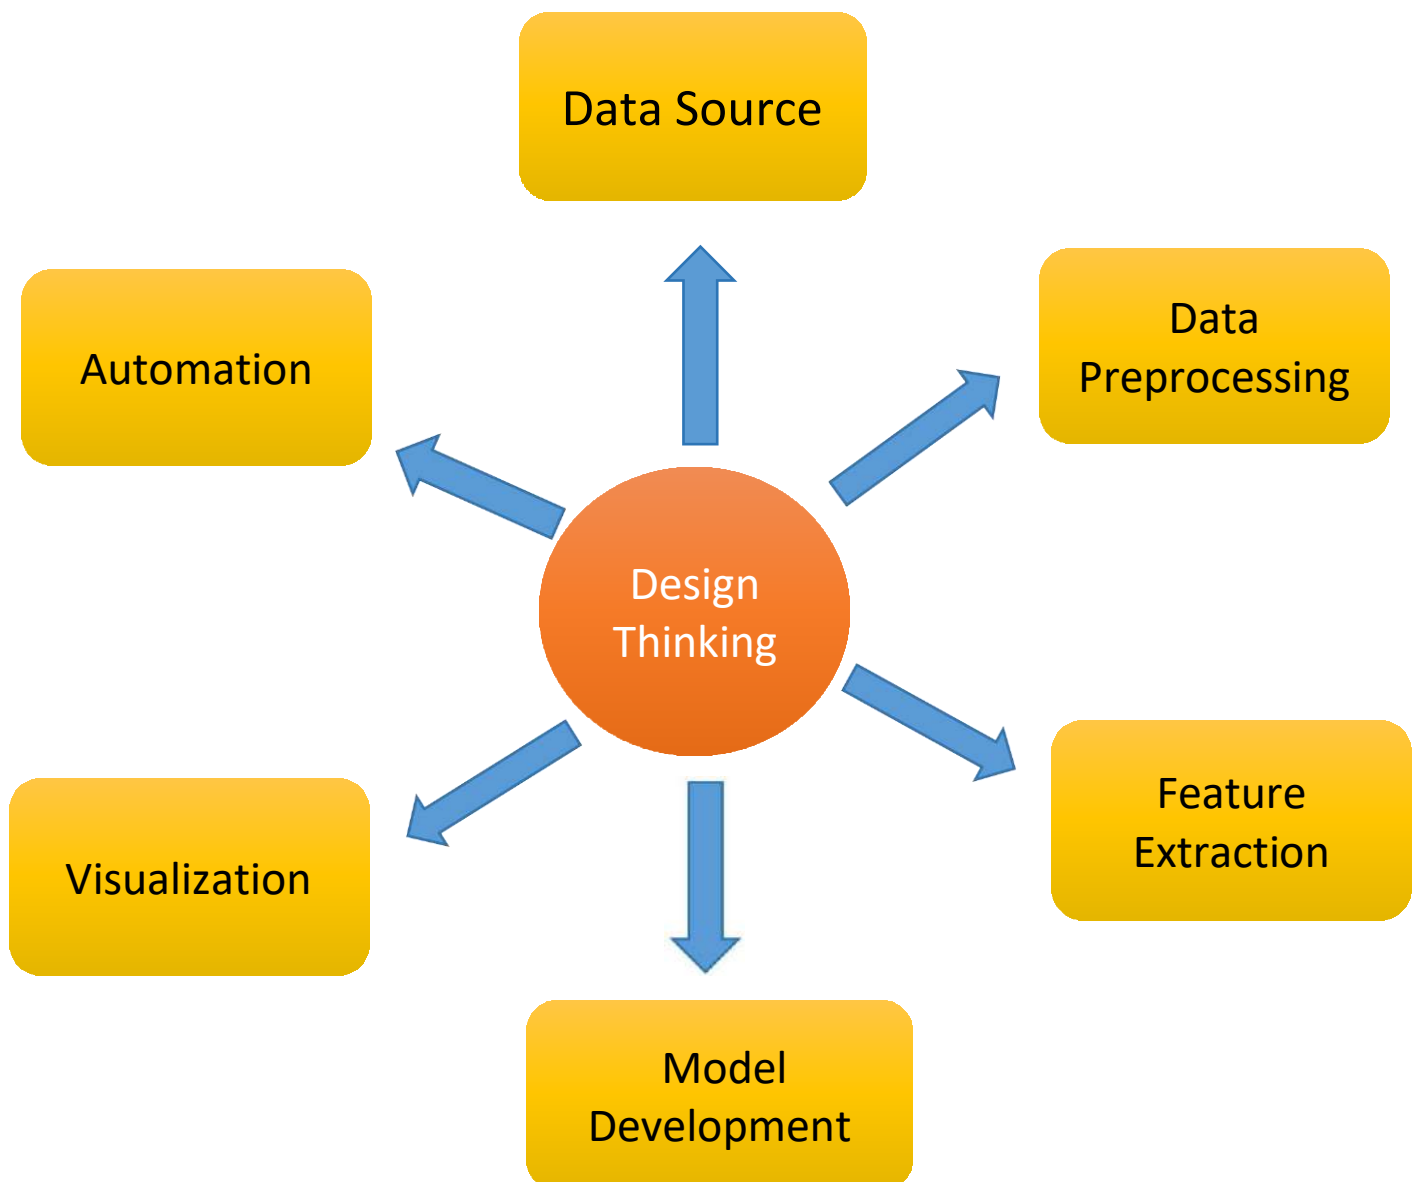 Data Source
Data
Preprocessing
Automation
Design
Thinking
Feature
Extraction
Visualization
Model
Development